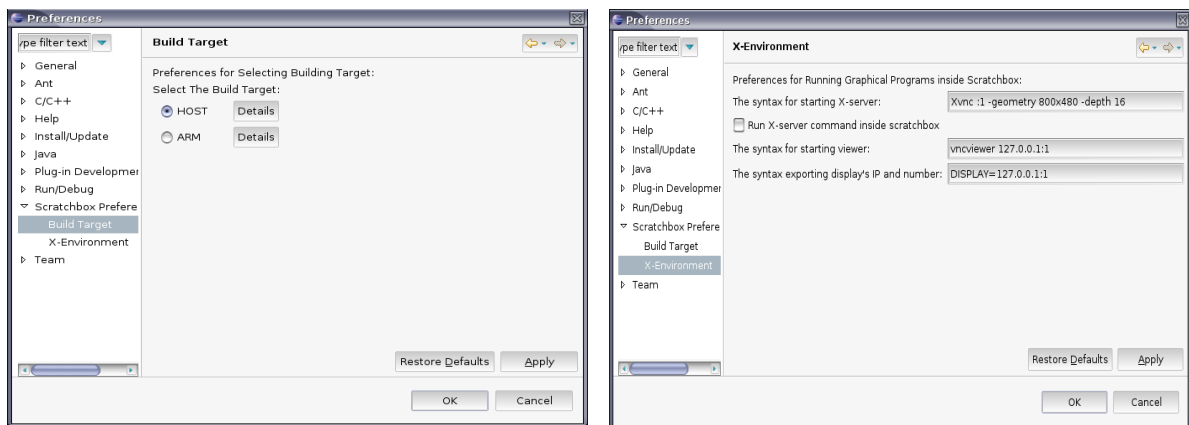 Preferences
ype filter text
General
Ant
C/C++
Help
Install/Update
Java
Plug-in Developmen
Run/Debug
Scratchbox Prefere
Build Target
X-Environment
Team
Build Target
Preferences for Selecting Building Target:
Select The Build Target:
HOST Details
ARM Details
Restore Defaults Apply
OK Cancel
Preferences
ype filter text
General
Ant
C/C++
Help
Install/Update
Java
Plug-in Developmen
Run/Debug
Scratchbox Prefere
Build Target
X-Environment
Team
X-Environment
Preferences for Running Graphical Programs inside Scratchbox:
The syntax for starting X-server: Xvnc :1 -geometry 800x480 -depth 16
Run X-server command inside scratchbox
The syntax for starting viewer: vncviewer 127.0.0.1:1
The syntax exporting display's IP and number: DISPLAY=127.0.0.1:1
Restore Defaults Apply
OK Cancel